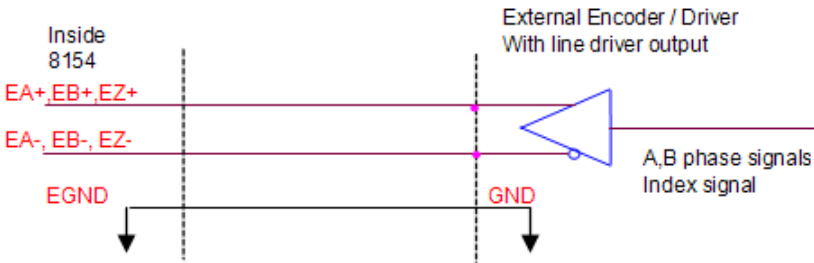 External Encoder / Driver
With line driver output
Inside
8154
EA+,EB+,EZ+
EA-, EB-, EZ-
A,B phase signals
Index signal
EGND
GND